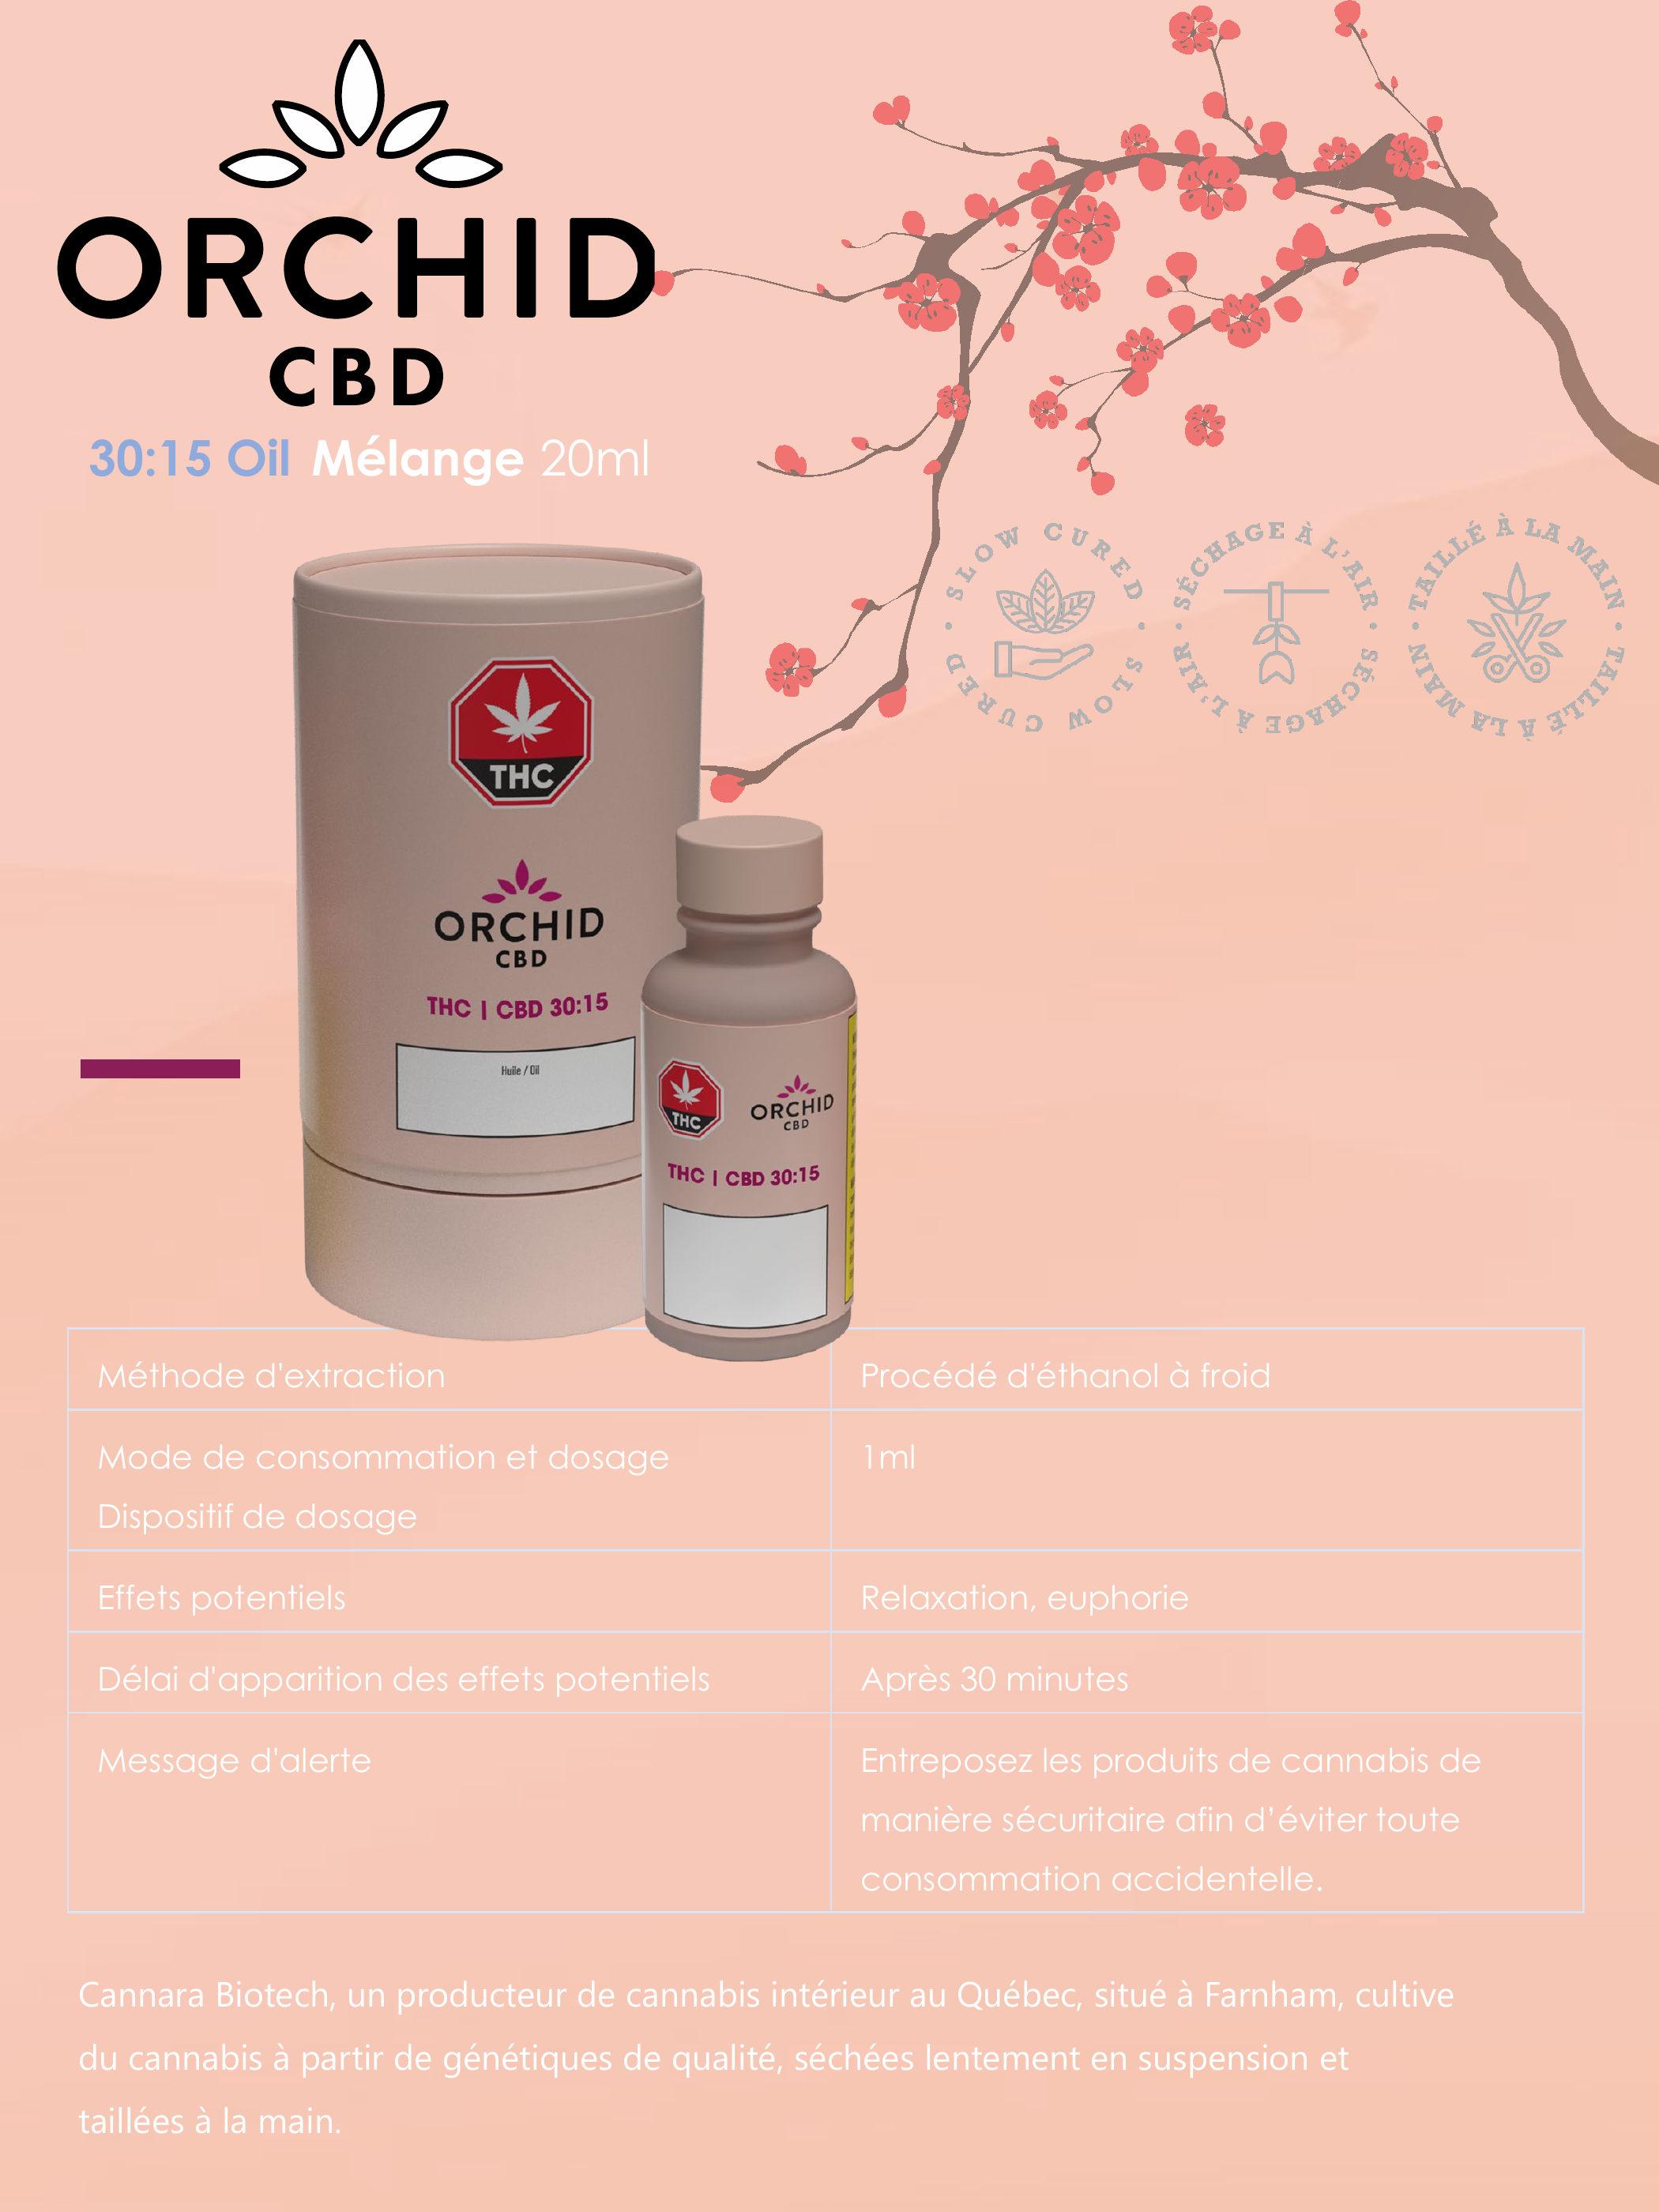 ORCHID
CBD
30:15 Oil Mélange 20ml
SLOW CURED • SLOW CURED •
SÉCHAGE À L'AIR • SÉCHAGE À L'AIR •
TAILLÉ À LA MAIN • TAILLÉ À LA MAIN •
THC
ORCHID
CBD
THC | CBD 30:15
Huile / Oil
THC
ORCHID
CBD
THC | CBD 30:15
Méthode d'extraction
Procédé d'éthanol à froid
Mode de consommation et dosage
1ml
Dispositif de dosage
Effets potentiels
Relaxation, euphorie
Délai d'apparition des effets potentiels
Après 30 minutes
Message d'alerte
Entreposez les produits de cannabis de
manière sécuritaire afin d’éviter toute
consommation accidentelle.
Cannara Biotech, un producteur de cannabis intérieur au Québec, situé à Farnham, cultive
du cannabis à partir de génétiques de qualité, séchées lentement en suspension et
taillées à la main.